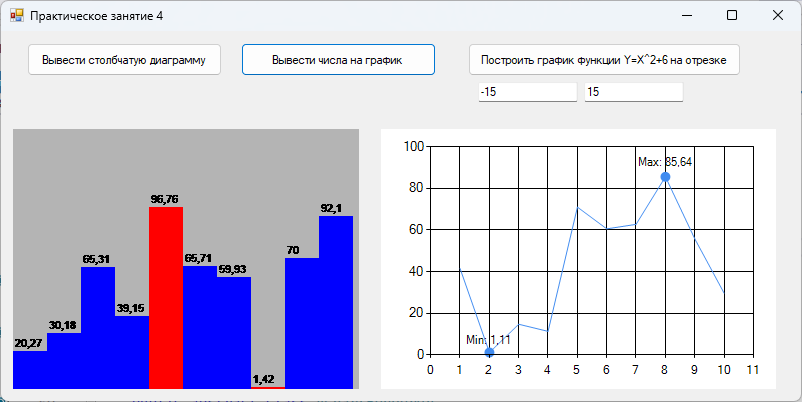 Практическое занятие 4
Вывести столбчатую диаграмму
Вывести числа на график
Построить график функции Y=X^2+6 на отрезке
-15
15
20,27
30,18
65,31
39,15
96,76
65,71
59,93
1,42
70
92,1
100
80
60
40
20
0
Max: 85,64
Min: 1,11
0 1 2 3 4 5 6 7 8 9 10 11